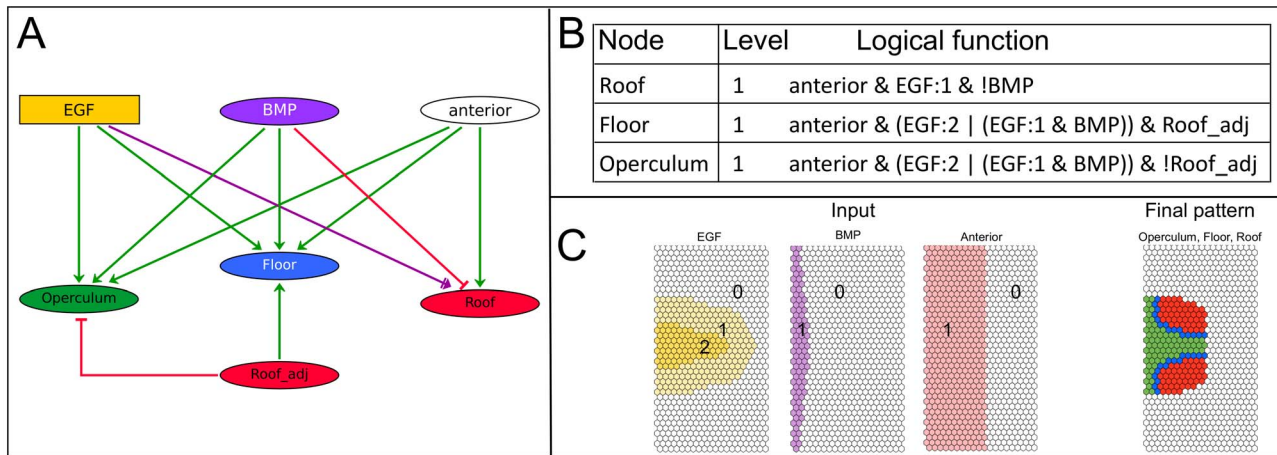 A
EGF
BMP
anterior
Floor
Operculum
Roof
Roof_adj
B
Node Level Logical function
Roof 1 anterior & EGF:1 & !BMP
Floor 1 anterior & (EGF:2 | (EGF:1 & BMP)) & Roof_adj
Operculum 1 anterior & (EGF:2 | (EGF:1 & BMP)) & !Roof_adj
C
Input
Final pattern
EGF
BMP
Anterior
Operculum, Floor, Roof
0
0
0
1
2
1
1